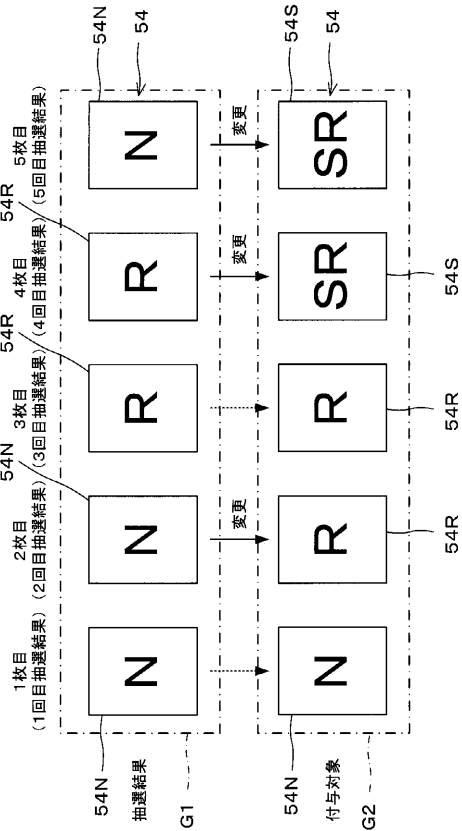 1枚目
(1回目抽選結果)
2枚目
(2回目抽選結果)
3枚目
(3回目抽選結果)
4枚目
(4回目抽選結果)
5枚目
(5回目抽選結果)
54N
54R
54R
54N
54N
抽選結果
N
N
R
R
N
54
G1
変更
変更
変更
54N
付与対象
N
R
R
SR
SR
54S
54
G2
54R
54R
54S